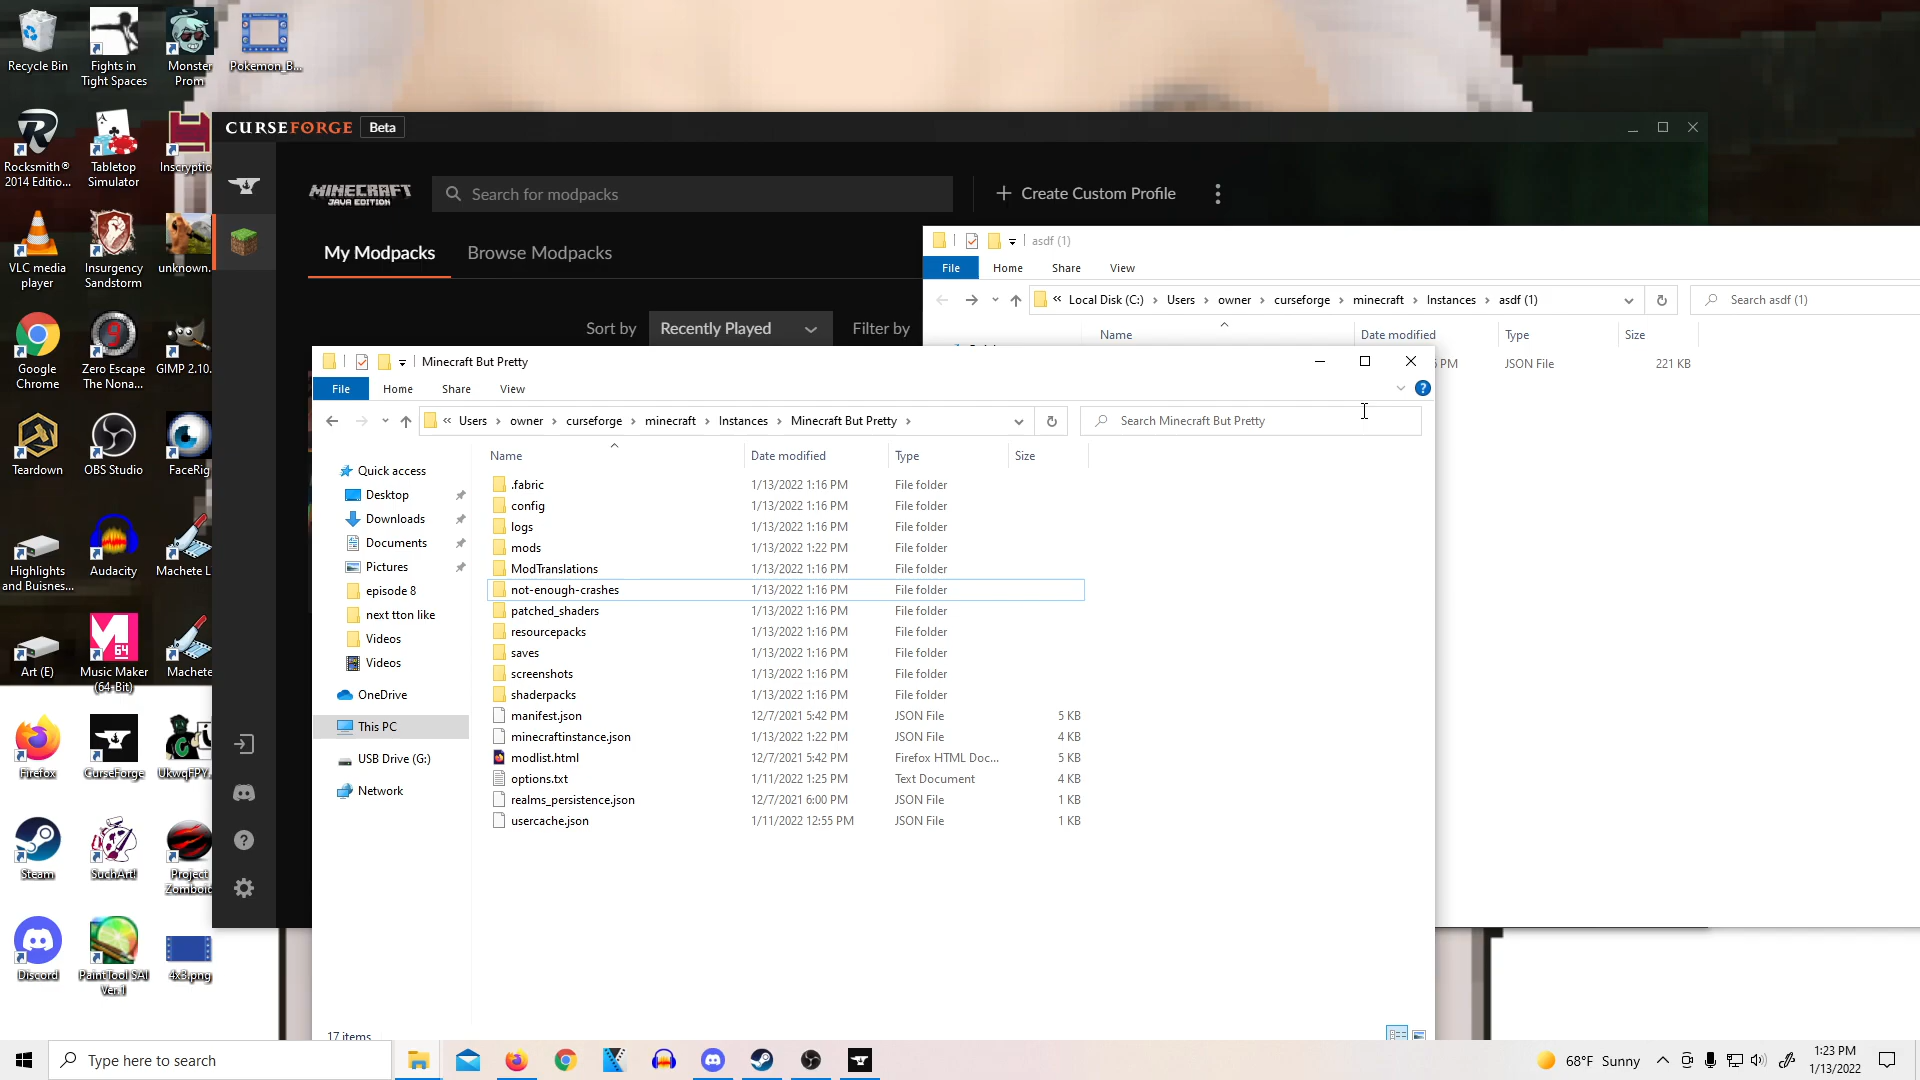 Recycle Bin
Fights in
Tight Spaces
Monster
Prom
Pokemon_B...
Rocksmith®
2014 Editio...
Tabletop
Simulator
Inscryptio
VLC media
player
Insurgency
Sandstorm
unknown.
Google
Chrome
Zero Escape
The Nona...
GIMP 2.10.
Teardown
OBS Studio
FaceRig
Highlights
and Buisnes...
Audacity
Machete L
Art (E)
Music Maker
(64-Bit)
Machete
Firefox
CurseForge
UkwqFPY.
Steam
SuchArt!
Project
Zomboid
Discord
PaintTool SAI
Ver.1
4x3.png
CURSEFORGE Beta
MINECRAFT
JAVA EDITION
Search for modpacks
Create Custom Profile
My Modpacks
Browse Modpacks
Sort by
Recently Played
Filter by
asdf (1)
File Home Share View
« Local Disk (C:) › Users › owner › curseforge › minecraft › Instances › asdf (1)
Search asdf (1)
Name Date modified Type Size
PM JSON File 221 KB
Minecraft But Pretty
File Home Share View
« Users › owner › curseforge › minecraft › Instances › Minecraft But Pretty ›
Search Minecraft But Pretty
Quick access
Desktop
Downloads
Documents
Pictures
episode 8
next tton like
Videos
Videos
OneDrive
This PC
USB Drive (G:)
Network
Name Date modified Type Size
.fabric 1/13/2022 1:16 PM File folder
config 1/13/2022 1:16 PM File folder
logs 1/13/2022 1:16 PM File folder
mods 1/13/2022 1:22 PM File folder
ModTranslations 1/13/2022 1:16 PM File folder
not-enough-crashes 1/13/2022 1:16 PM File folder
patched_shaders 1/13/2022 1:16 PM File folder
resourcepacks 1/13/2022 1:16 PM File folder
saves 1/13/2022 1:16 PM File folder
screenshots 1/13/2022 1:16 PM File folder
shaderpacks 1/13/2022 1:16 PM File folder
manifest.json 12/7/2021 5:42 PM JSON File 5 KB
minecraftinstance.json 1/13/2022 1:22 PM JSON File 4 KB
modlist.html 12/7/2021 5:42 PM Firefox HTML Doc... 5 KB
options.txt 1/11/2022 1:25 PM Text Document 4 KB
realms_persistence.json 12/7/2021 6:00 PM JSON File 1 KB
usercache.json 1/11/2022 12:55 PM JSON File 1 KB
17 items
Type here to search
68°F Sunny
1:23 PM
1/13/2022